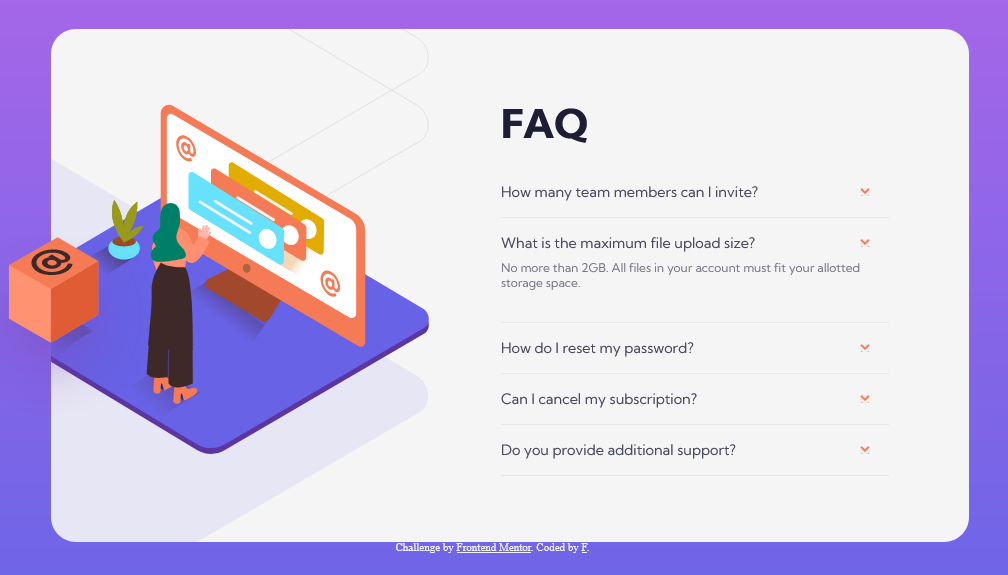 FAQ
How many team members can I invite?
What is the maximum file upload size?
No more than 2GB. All files in your account must fit your allotted
storage space.
How do I reset my password?
Can I cancel my subscription?
Do you provide additional support?
Challenge by Frontend Mentor. Coded by F.